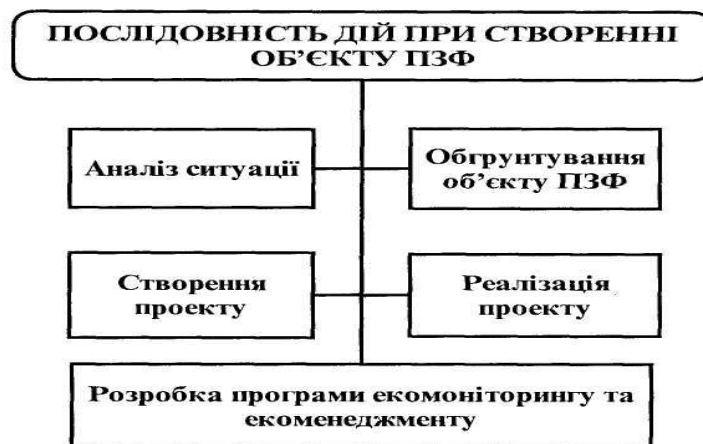 ПОСЛІДОВНІСТЬ ДІЙ ПРИ СТВОРЕННІ
ОБ’ЄКТУ ПЗФ
Аналіз ситуації
Обгрунтування
об’єкту ПЗФ
Створення
проекту
Реалізація
проекту
Розробка програми екомоніторингу та
екоменеджменту